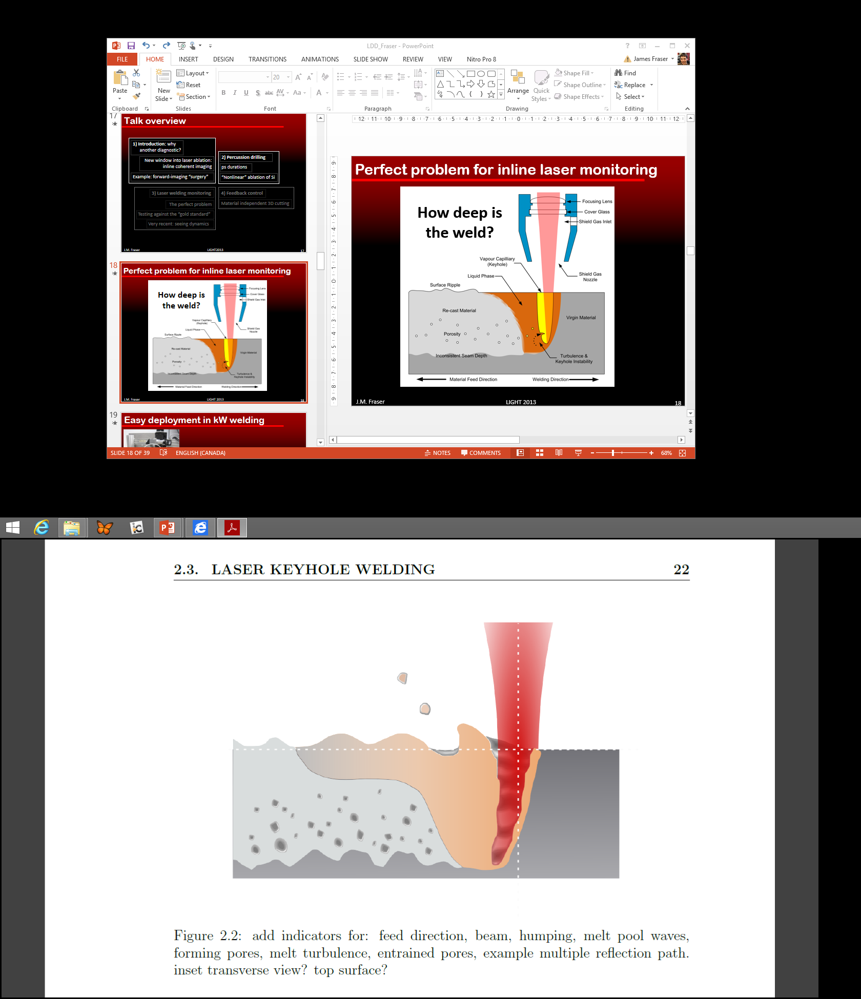 LDD_Fraser - PowerPoint
FILE HOME INSERT DESIGN TRANSITIONS ANIMATIONS SLIDE SHOW REVIEW VIEW Nitro Pro 8
James Fraser
Paste
Clipboard
New
Slide
Layout
Reset
Section
Slides
20
B I U S abc AV Aa A
Font
Paragraph
Arrange
Quick
Styles
Shape Fill
Shape Outline
Shape Effects
Drawing
Find
Replace
Select
Editing
17
Talk overview
1) Introduction: why
another diagnostic?
New window into laser ablation:
inline coherent imaging
Example: forward-imaging "surgery"
2) Percussion drilling
ps durations
"Nonlinear" ablation of Si
3) Laser welding monitoring
The perfect problem
Testing against the "gold standard"
Very recent: seeing dynamics
4) Feedback control
Material independent 3D cutting
J.M. Fraser LIGHT2013 17
18
Perfect problem for inline laser monitoring
How deep is
the weld?
Focusing Lens
Cover Glass
Shield Gas Inlet
Vapour Capilliary
(Keyhole)
Liquid Phase
Shield Gas
Nozzle
Surface Ripple
Re-cast Material
Virgin Material
Porosity
Inconsistent Seam Depth
Turbulence &
Keyhole Instability
Material Feed Direction Welding Direction
J.M. Fraser LIGHT 2013 18
19
Easy deployment in kW welding
12 11 10 9 8 7 6 5 4 3 2 1 0 1 2 3 4 5 6 7 8 9 10 11 12
9 8 7 6 5 4 3 2 1 0 1 2 3 4 5 6 7 8 9
Perfect problem for inline laser monitoring
How deep is
the weld?
Focusing Lens
Cover Glass
Shield Gas Inlet
Vapour Capilliary
(Keyhole)
Liquid Phase
Shield Gas
Nozzle
Surface Ripple
Re-cast Material
Virgin Material
Porosity
Inconsistent Seam Depth
Turbulence &
Keyhole Instability
Material Feed Direction Welding Direction
J.M. Fraser LIGHT 2013 18
SLIDE 18 OF 39 ENGLISH (CANADA) NOTES COMMENTS 68%
2.3. LASER KEYHOLE WELDING 22
Figure 2.2: add indicators for: feed direction, beam, humping, melt pool waves,
forming pores, melt turbulence, entrained pores, example multiple reflection path.
inset transverse view? top surface?